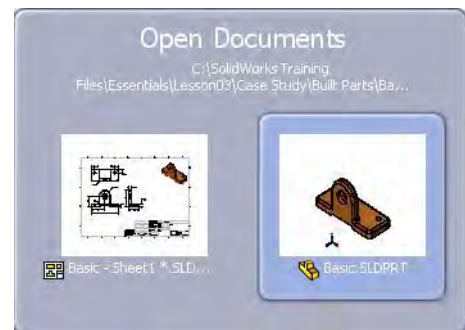 Open Documents
C:\SolidWorks Training
Files\Essentials\Lesson03\Case Study\Built Parts\Ba...
Basic - Sheet1 *.SLD...
Basic.SLDPRT